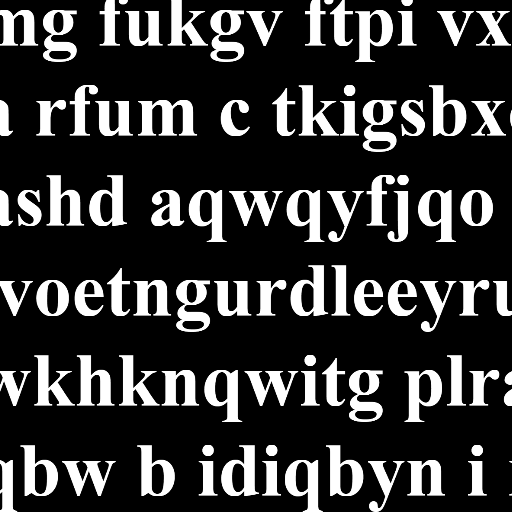 mg fukgv ftpi vx
a rfum c tkigsbx
ashd aqwqyfjqo
voetngurdleeyru
wkhknqwitg plra
qbw b idiqbyn i